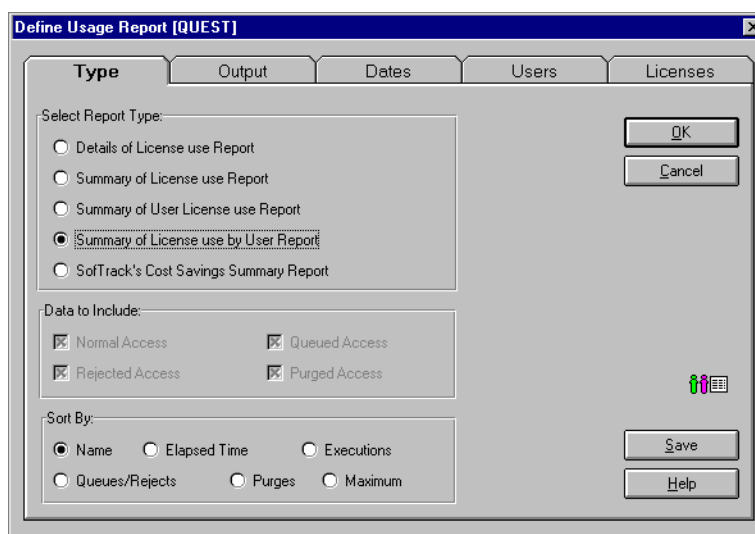 Define Usage Report [QUEST]
Type Output Dates Users Licenses
Select Report Type:
Details of License use Report
Summary of License use Report
Summary of User License use Report
Summary of License use by User Report
SofTrack's Cost Savings Summary Report
OK
Cancel
Data to Include:
Normal Access Queued Access
Rejected Access Purged Access
Sort By:
Name Elapsed Time Executions
Queues/Rejects Purges Maximum
Save
Help